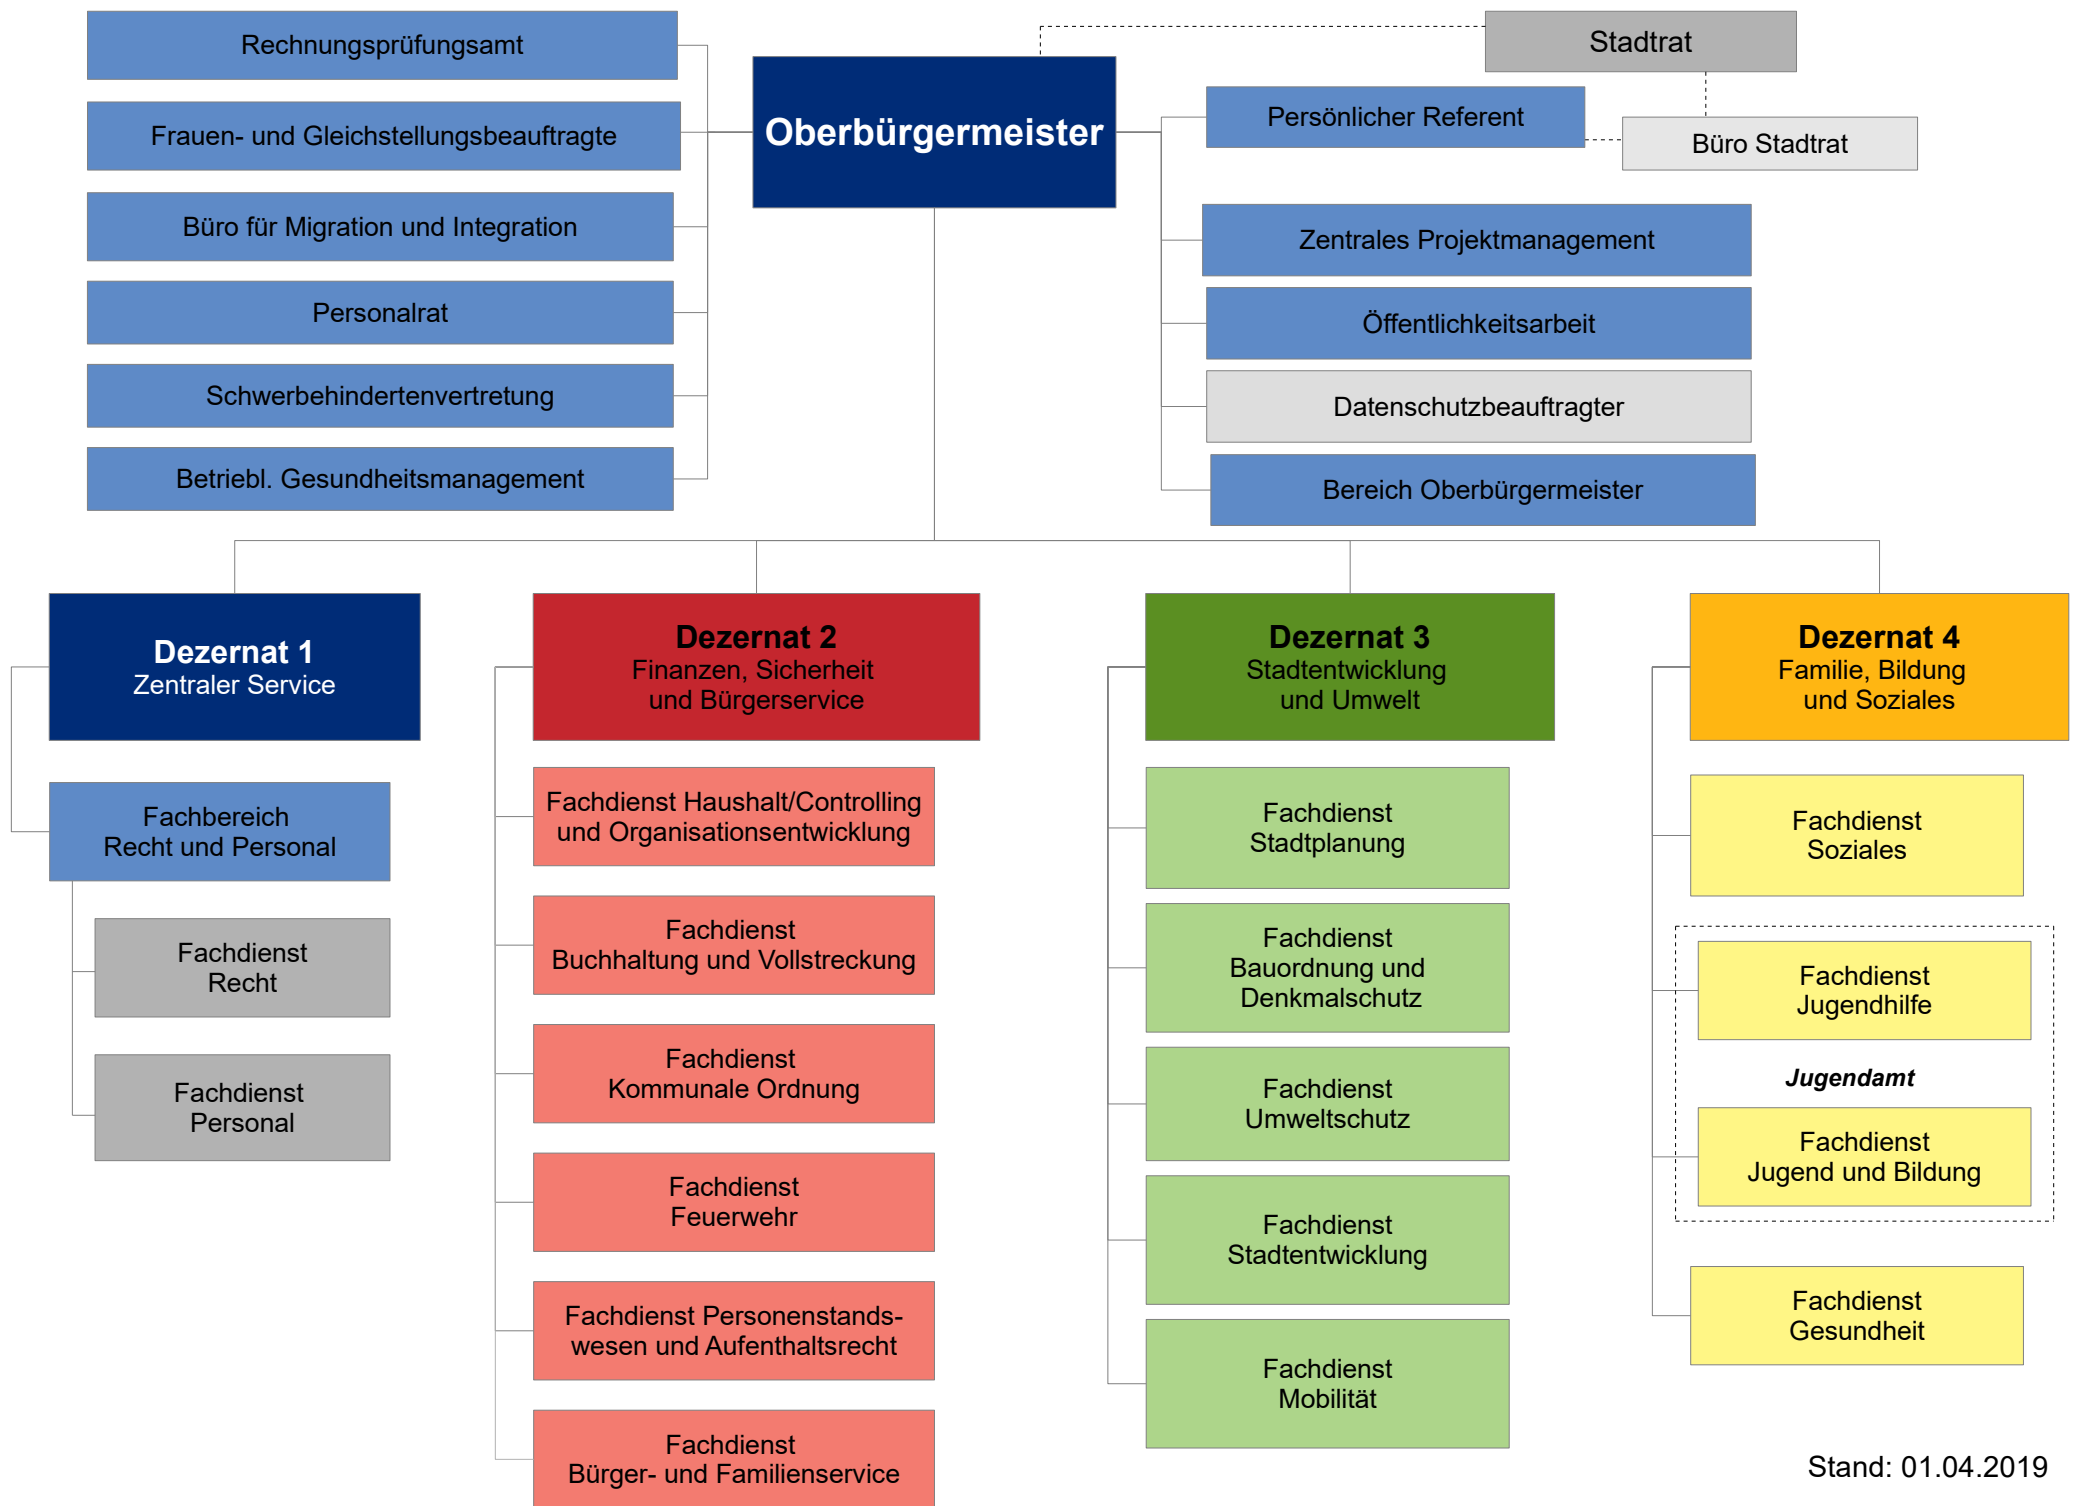 Rechnungsprüfungsamt
Frauen- und Gleichstellungsbeauftragte
Büro für Migration und Integration
Personalrat
Schwerbehindertenvertretung
Betriebl. Gesundheitsmanagement
Oberbürgermeister
Stadtrat
Persönlicher Referent
Büro Stadtrat
Zentrales Projektmanagement
Öffentlichkeitsarbeit
Datenschutzbeauftragter
Bereich Oberbürgermeister
Dezernat 1
Zentraler Service
Fachbereich
Recht und Personal
Fachdienst
Recht
Fachdienst
Personal
Dezernat 2
Finanzen, Sicherheit
und Bürgerservice
Fachdienst Haushalt/Controlling
und Organisationsentwicklung
Fachdienst
Buchhaltung und Vollstreckung
Fachdienst
Kommunale Ordnung
Fachdienst
Feuerwehr
Fachdienst Personenstands-
wesen und Aufenthaltsrecht
Fachdienst
Bürger- und Familienservice
Dezernat 3
Stadtentwicklung
und Umwelt
Fachdienst
Stadtplanung
Fachdienst
Bauordnung und
Denkmalschutz
Fachdienst
Umweltschutz
Fachdienst
Stadtentwicklung
Fachdienst
Mobilität
Dezernat 4
Familie, Bildung
und Soziales
Fachdienst
Soziales
Fachdienst
Jugendhilfe
Jugendamt
Fachdienst
Jugend und Bildung
Fachdienst
Gesundheit
Stand: 01.04.2019